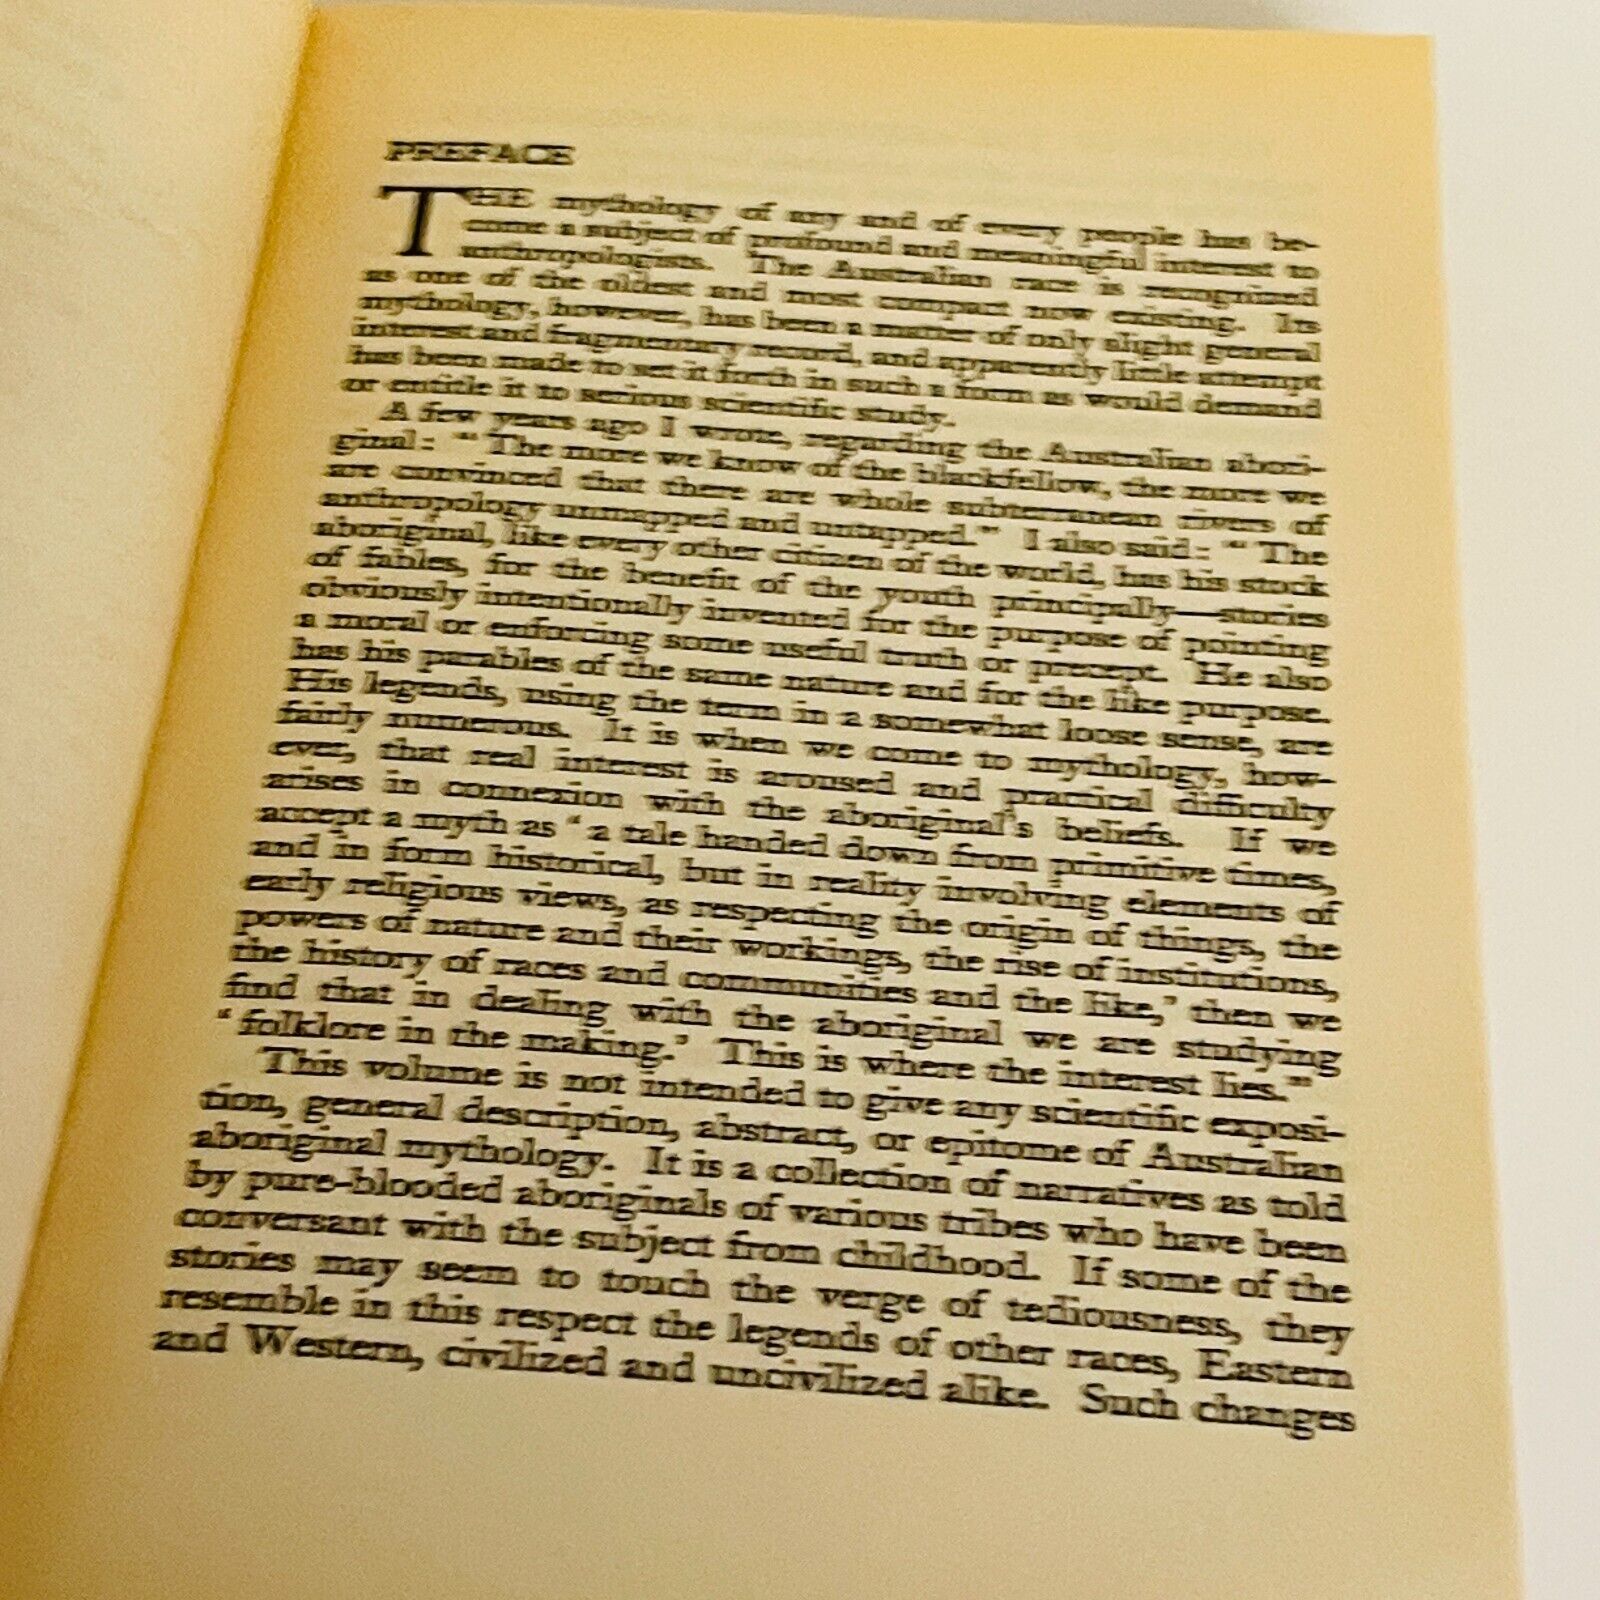 PREFACE
THE mythology of any and of every people has be-
come a subject of profound and meaningful interest to
anthropologists. The Australian race is recognized
as one of the oldest and most compact now existing. Its
mythology, however, has been a matter of only slight general
interest and fragmentary record, and apparently little attempt
has been made to set it forth in such a form as would demand
or entitle it to serious scientific study.
A few years ago I wrote, regarding the Australian abori-
ginal: "The more we know of the blackfellow, the more we
are convinced that there are whole subterranean rivers of
anthropology unmapped and untapped." I also said: "The
aboriginal, like every other citizen of the world, has his stock
of fables, for the benefit of the youth principally—stories
obviously intentionally invented for the purpose of pointing
a moral or enforcing some useful truth or precept. He also
has his parables of the same nature and for the like purpose.
His legends, using the term in a somewhat loose sense, are
fairly numerous. It is when we come to mythology, how-
ever, that real interest is aroused and practical difficulty
arises in connexion with the aboriginal's beliefs. If we
accept a myth as 'a tale handed down from primitive times,
and in form historical, but in reality involving elements of
early religious views, as respecting the origin of things, the
powers of nature and their workings, the rise of institutions,
the history of races and communities and the like,' then we
find that in dealing with the aboriginal we are studying
'folklore in the making.' This is where the interest lies."
This volume is not intended to give any scientific exposi-
tion, general description, abstract, or epitome of Australian
aboriginal mythology. It is a collection of narratives as told
by pure-blooded aboriginals of various tribes who have been
conversant with the subject from childhood. If some of the
stories may seem to touch the verge of tediousness, they
resemble in this respect the legends of other races, Eastern
and Western, civilized and uncivilized alike. Such changes